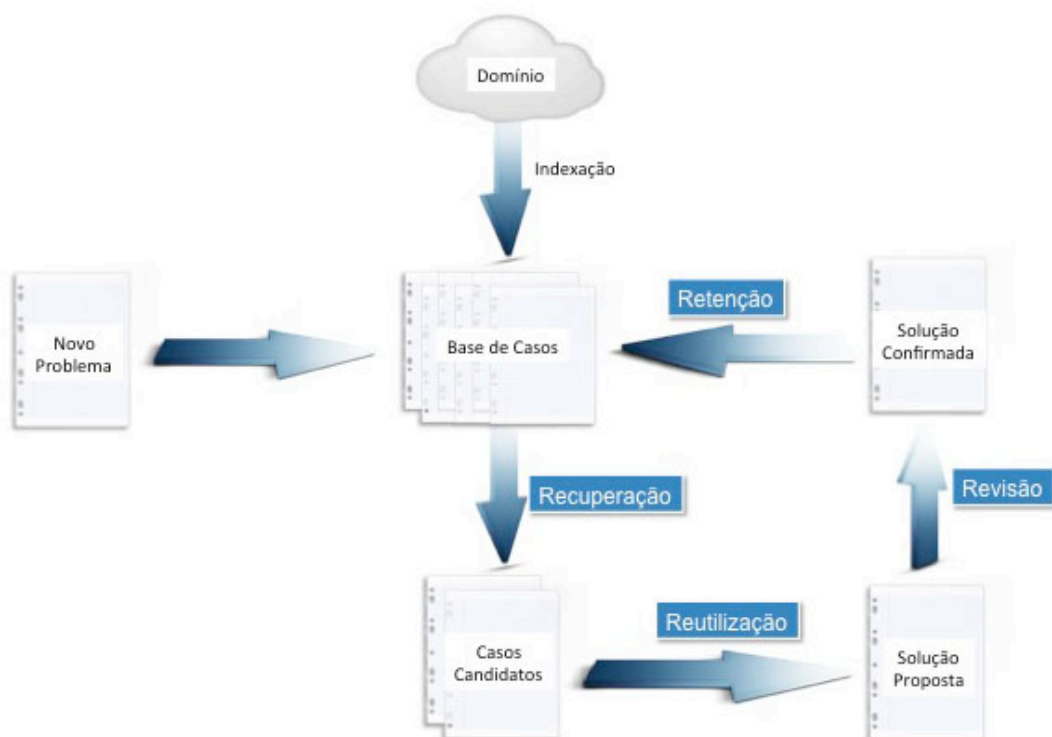 Domínio
Indexação
Novo
Problema
Base de Casos
Retenção
Solução
Confirmada
Recuperação
Revisão
Casos
Candidatos
Reutilização
Solução
Proposta